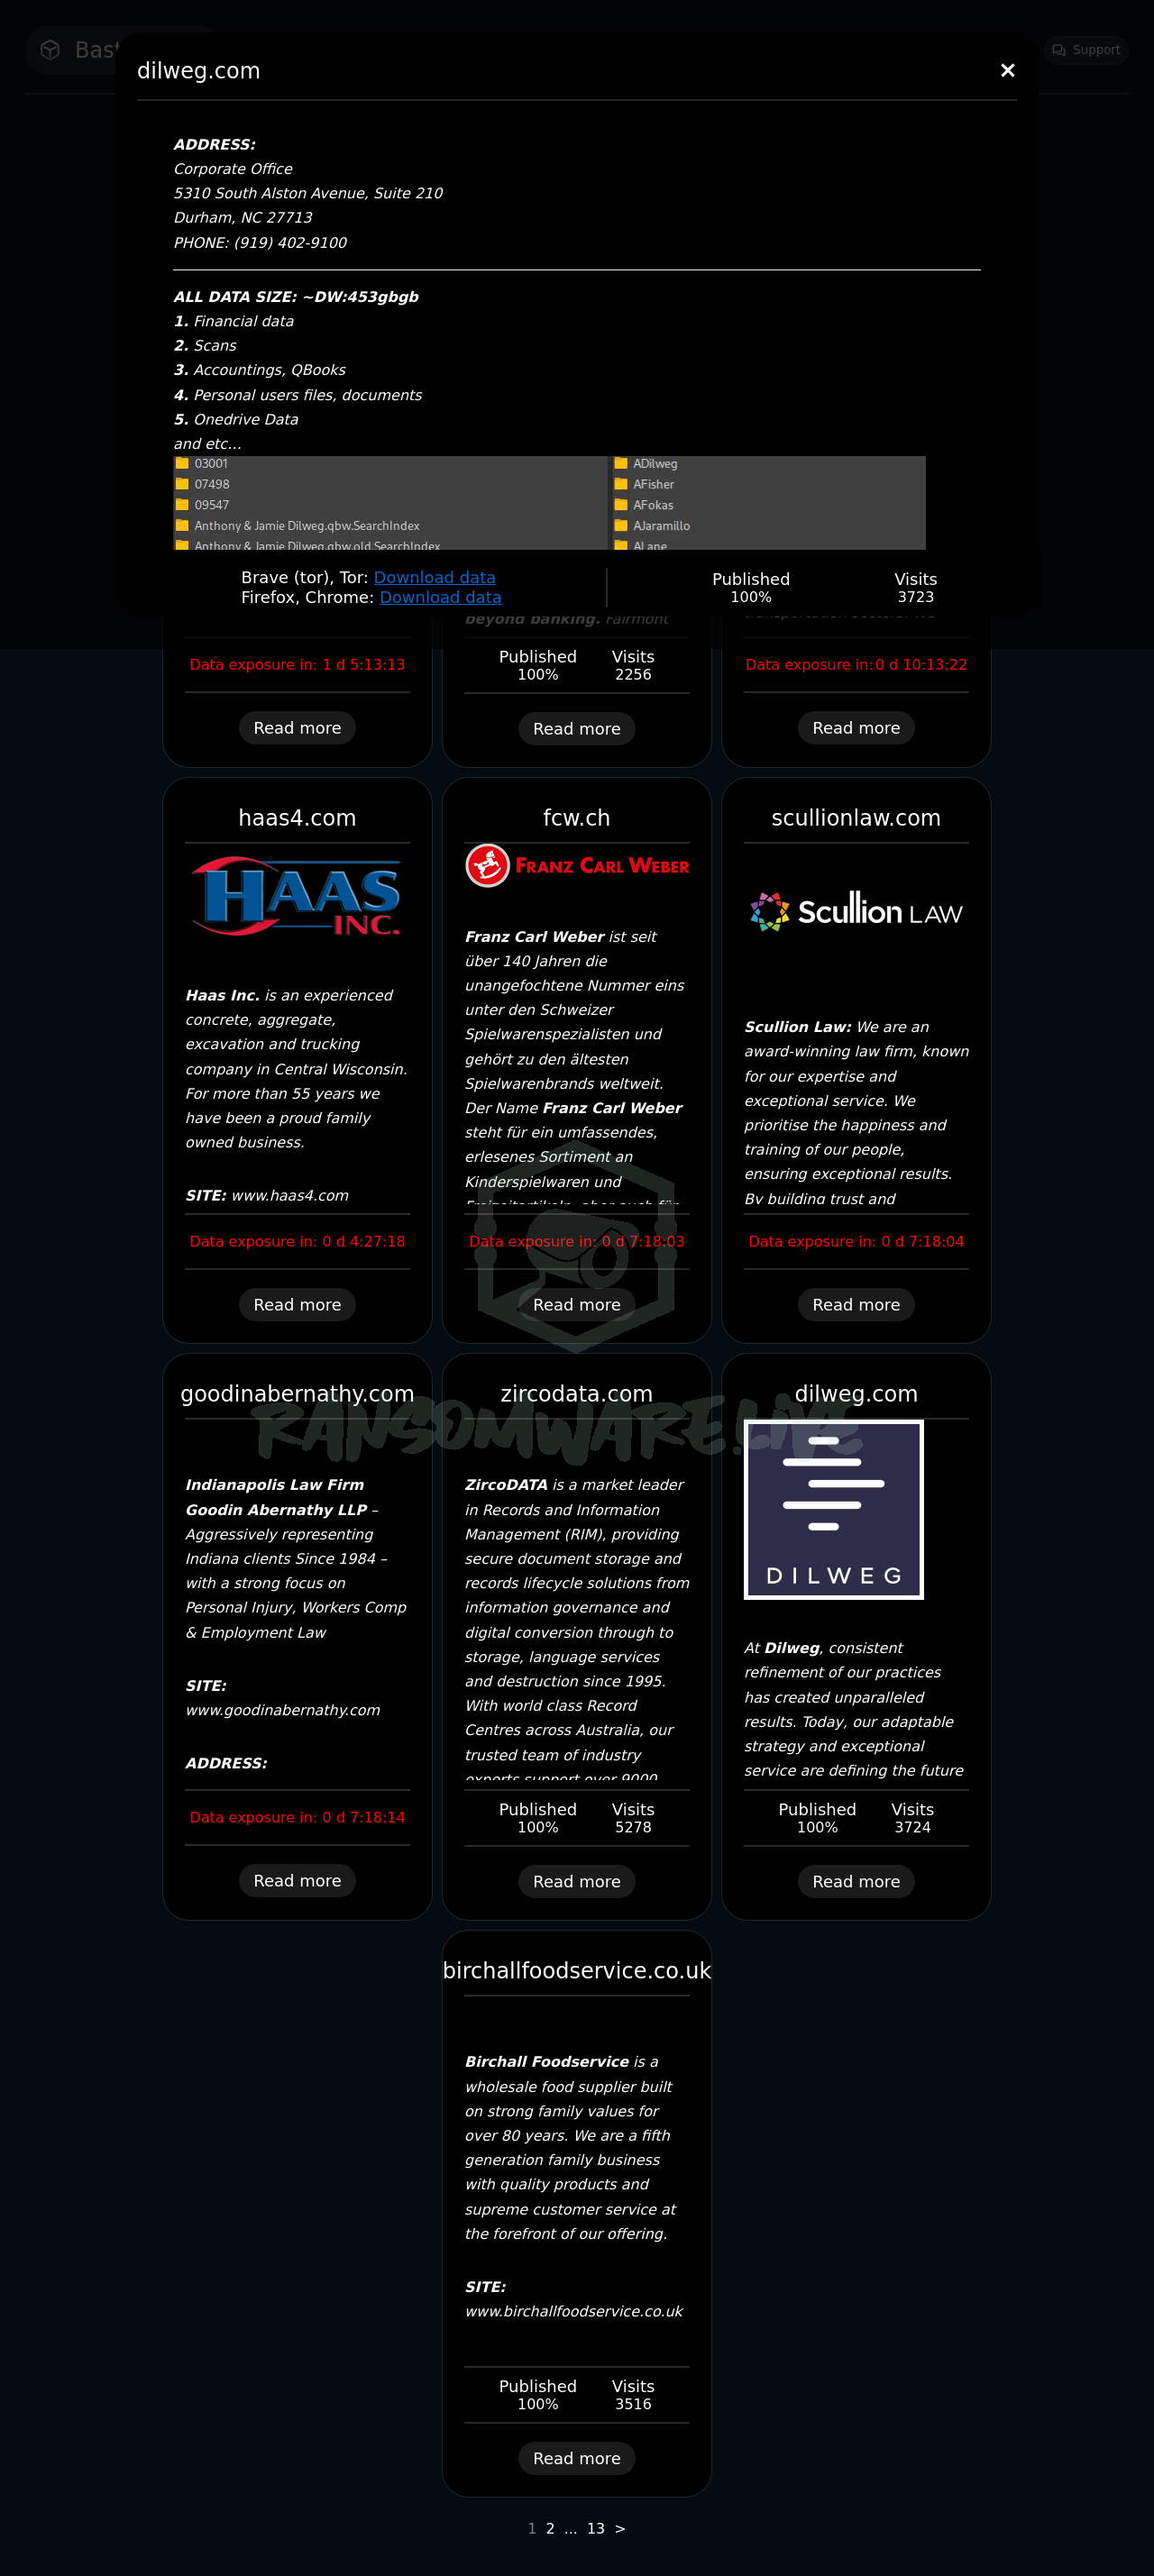 Support
dilweg.com
×
ADDRESS:
Corporate Office
5310 South Alston Avenue, Suite 210
Durham, NC 27713
PHONE: (919) 402-9100
ALL DATA SIZE: ~DW:453gbgb
1. Financial data
2. Scans
3. Accountings, QBooks
4. Personal users files, documents
5. Onedrive Data
and etc...
03001
07498
09547
Anthony & Jamie Dilweg.qbw.SearchIndex
Anthony & Jamie Dilweg.qbw.old.SearchIndex
ADilweg
AFisher
AFokas
AJaramillo
ALane
Brave (tor), Tor: Download data
Firefox, Chrome: Download data
Published
100%
Visits
3723
Data exposure in: 1 d 5:13:13
Read more
beyond banking. Fairmont
Published Visits
100% 2256
Read more
Data exposure in: 0 d 10:13:22
Read more
haas4.com
HAAS
INC.
Haas Inc. is an experienced
concrete, aggregate,
excavation and trucking
company in Central Wisconsin.
For more than 55 years we
have been a proud family
owned business.
SITE: www.haas4.com
Data exposure in: 0 d 4:27:18
Read more
fcw.ch
FRANZ CARL WEBER
Franz Carl Weber ist seit
über 140 Jahren die
unangefochtene Nummer eins
unter den Schweizer
Spielwarenspezialisten und
gehört zu den ältesten
Spielwarenbrands weltweit.
Der Name Franz Carl Weber
steht für ein umfassendes,
erlesenes Sortiment an
Kinderspielwaren und
Freizeitartikeln, aber auch für
Data exposure in: 0 d 7:18:03
Read more
scullionlaw.com
Scullion LAW
Scullion Law: We are an
award-winning law firm, known
for our expertise and
exceptional service. We
prioritise the happiness and
training of our people,
ensuring exceptional results.
By building trust and
Data exposure in: 0 d 7:18:04
Read more
goodinabernathy.com
Indianapolis Law Firm
Goodin Abernathy LLP –
Aggressively representing
Indiana clients Since 1984 –
with a strong focus on
Personal Injury, Workers Comp
& Employment Law
SITE:
www.goodinabernathy.com
ADDRESS:
Data exposure in: 0 d 7:18:14
Read more
zircodata.com
ZircoDATA is a market leader
in Records and Information
Management (RIM), providing
secure document storage and
records lifecycle solutions from
information governance and
digital conversion through to
storage, language services
and destruction since 1995.
With world class Record
Centres across Australia, our
trusted team of industry
experts support over 9000
Published Visits
100% 5278
Read more
dilweg.com
DILWEG
At Dilweg, consistent
refinement of our practices
has created unparalleled
results. Today, our adaptable
strategy and exceptional
service are defining the future
Published Visits
100% 3724
Read more
RANSOMWARE.LIVE
birchallfoodservice.co.uk
Birchall Foodservice is a
wholesale food supplier built
on strong family values for
over 80 years. We are a fifth
generation family business
with quality products and
supreme customer service at
the forefront of our offering.
SITE:
www.birchallfoodservice.co.uk
Published Visits
100% 3516
Read more
1 2 ... 13 >